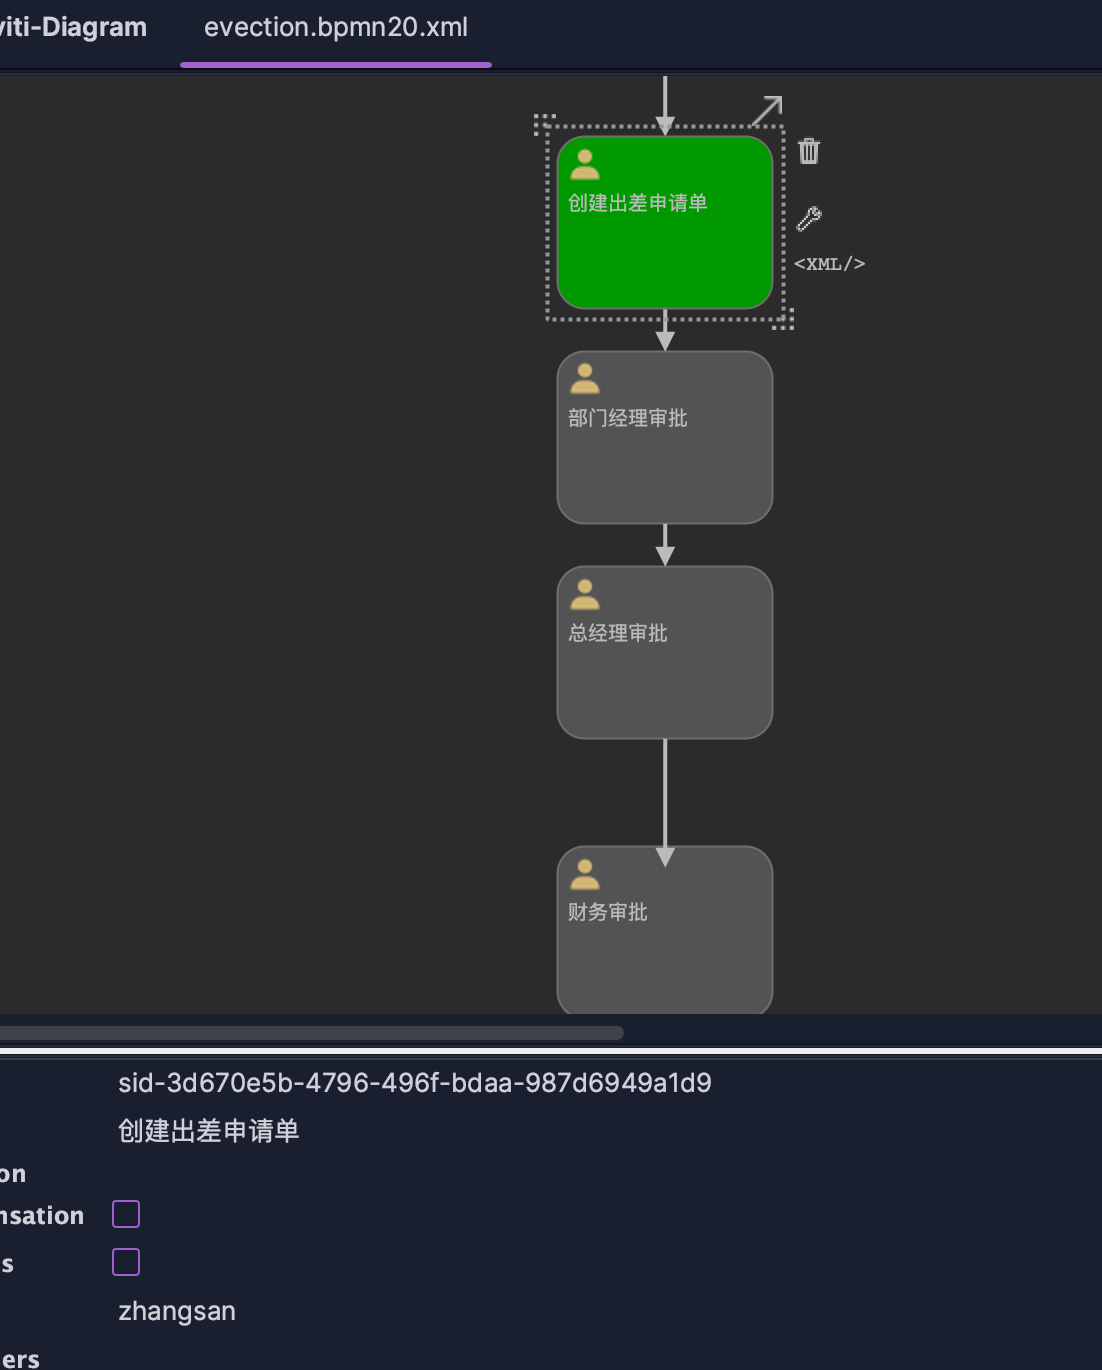 viti-Diagram evection.bpmn20.xml
创建出差申请单
<XML/>
部门经理审批
总经理审批
财务审批
sid-3d670e5b-4796-496f-bdaa-987d6949a1d9
创建出差申请单
on
nsation
s
zhangsan
ers